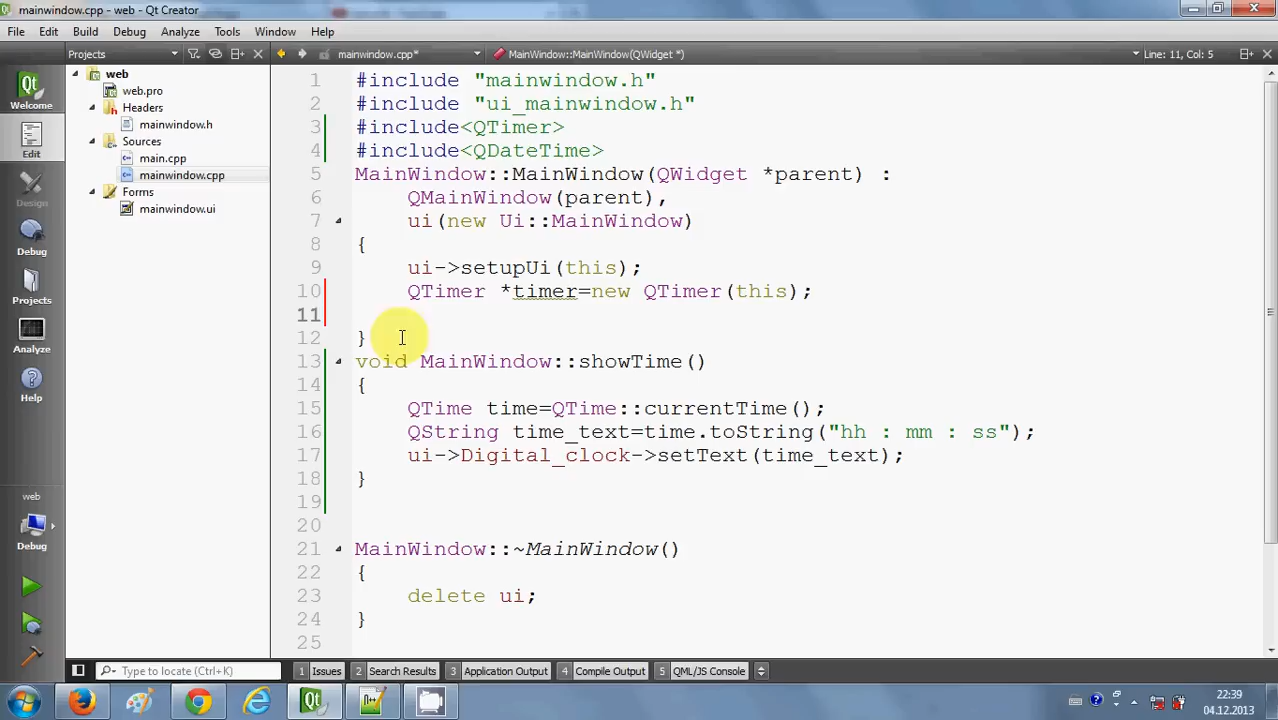 mainwindow.cpp - web - Qt Creator
File Edit Build Debug Analyze Tools Window Help
Projects mainwindow.cpp* MainWindow::MainWindow(QWidget *) Line: 11, Col: 5
Welcome
Edit
Design
Debug
Projects
Analyze
Help
web
Debug
web
web.pro
Headers
mainwindow.h
Sources
main.cpp
mainwindow.cpp
Forms
mainwindow.ui
1 #include "mainwindow.h"
2 #include "ui_mainwindow.h"
3 #include<QTimer>
4 #include<QDateTime>
5 MainWindow::MainWindow(QWidget *parent) :
6 QMainWindow(parent),
7 ui(new Ui::MainWindow)
8 {
9 ui->setupUi(this);
10 QTimer *timer=new QTimer(this);
11
12 }
13 void MainWindow::showTime()
14 {
15 QTime time=QTime::currentTime();
16 QString time_text=time.toString("hh : mm : ss");
17 ui->Digital_clock->setText(time_text);
18 }
19
20
21 MainWindow::~MainWindow()
22 {
23 delete ui;
24 }
25
Type to locate (Ctrl+K) 1 Issues 2 Search Results 3 Application Output 4 Compile Output 5 QML/JS Console
22:39
04.12.2013